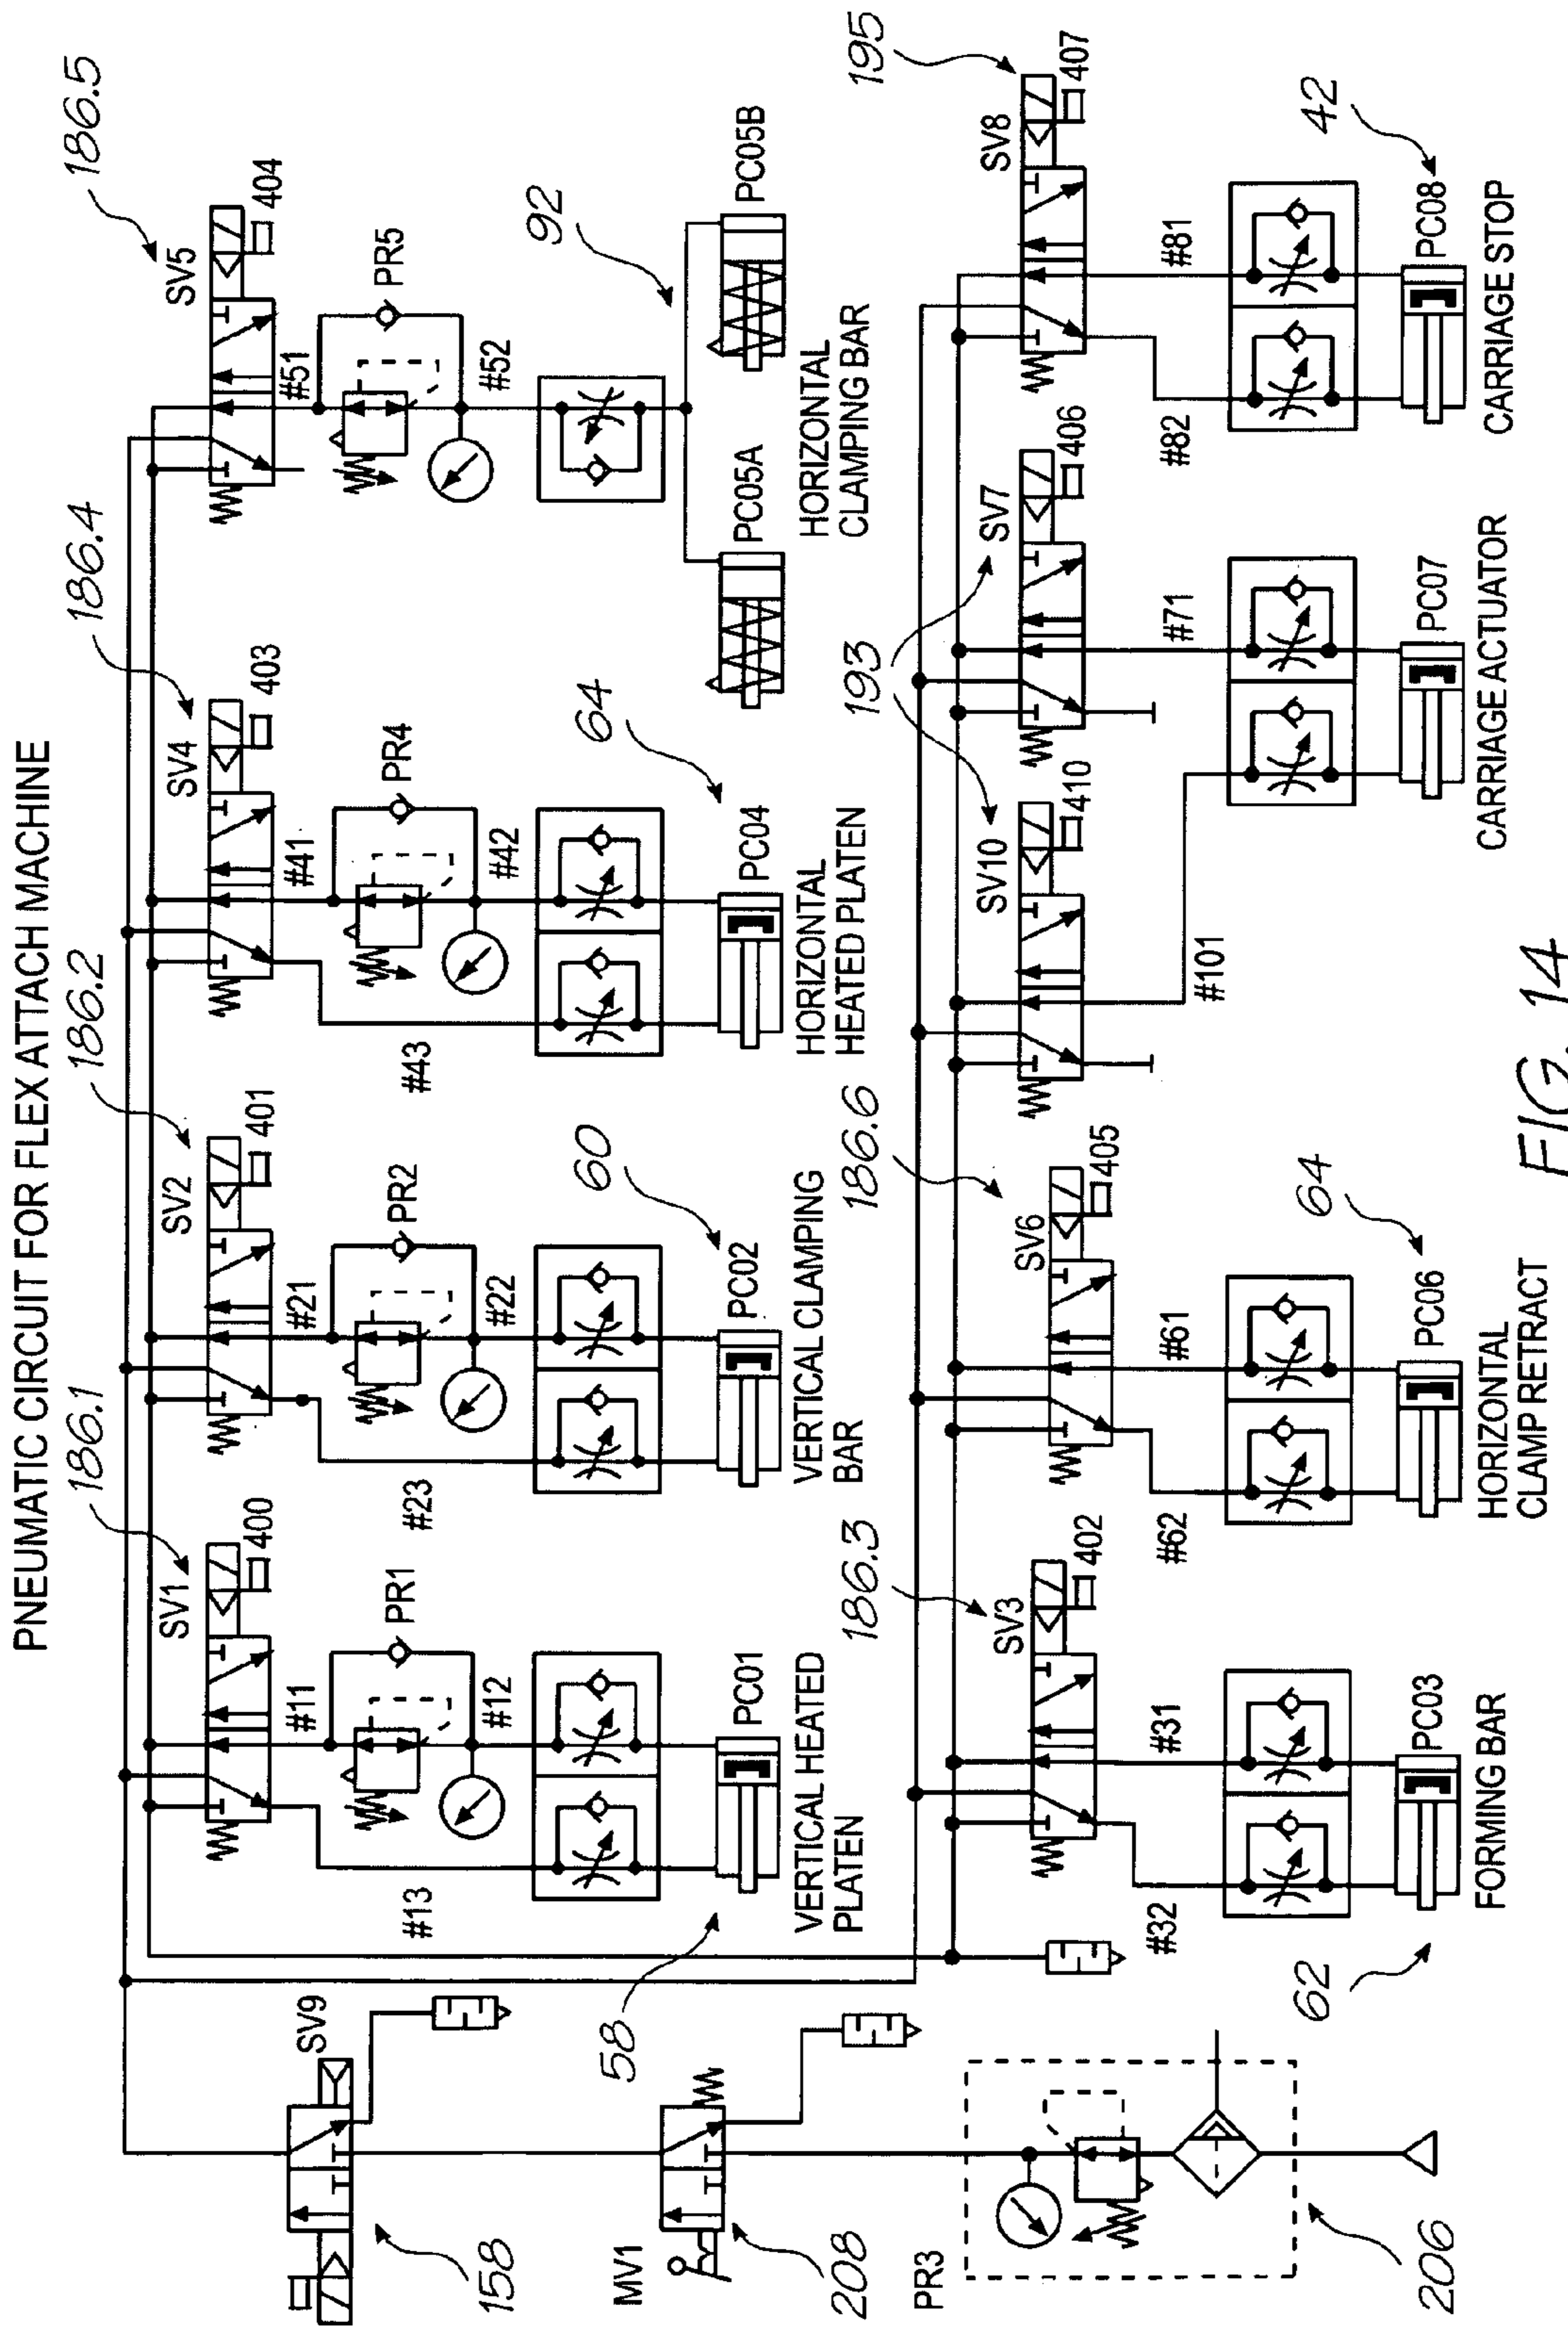 PNEUMATIC CIRCUIT FOR FLEX ATTACH MACHINE
186.1
186.2
186.4
186.5
SV1
400
SV2
401
SV4
403
SV5
404
#11
PR1
#12
#13
#21
PR2
#22
#23
#41
PR4
#42
#43
#51
PR5
#52
58
60
64
92
PC01
PC02
PC04
PC05A
PC05B
VERTICAL HEATED
PLATEN
VERTICAL CLAMPING
BAR
HORIZONTAL
HEATED PLATEN
HORIZONTAL
CLAMPING BAR
SV9
158
MV1
208
PR3
206
186.3
186.6
193
195
SV3
402
SV6
405
SV10
410
SV7
406
SV8
407
#32
#31
#62
#61
#101
#71
#82
#81
62
64
42
PC03
PC06
PC07
PC08
FORMING BAR
HORIZONTAL
CLAMP RETRACT
CARRIAGE ACTUATOR
CARRIAGE STOP
FIG. 14